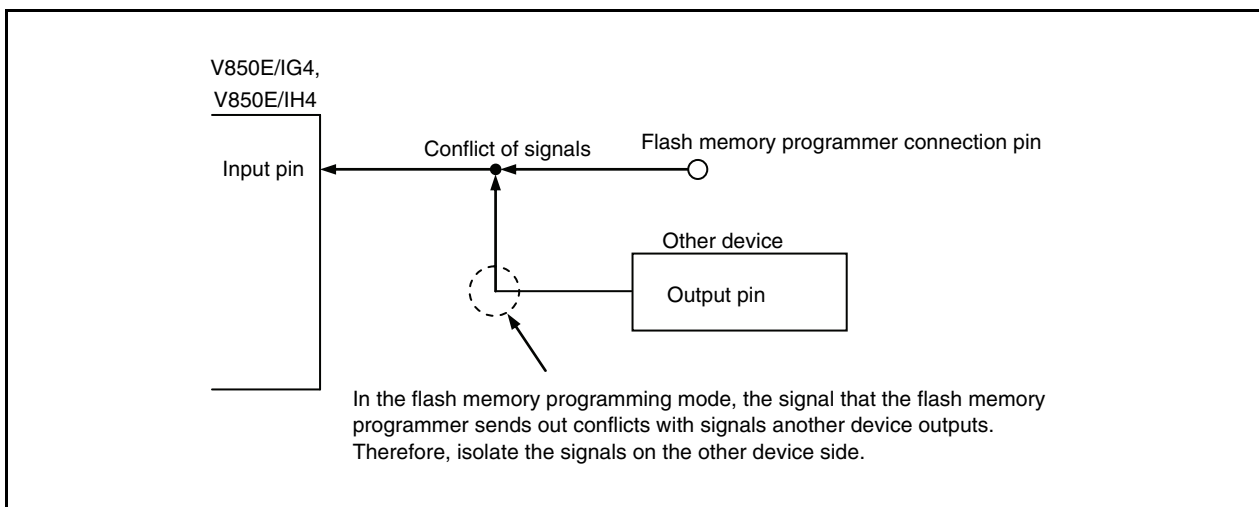 V850E/IG4,
V850E/IH4
Input pin
Conflict of signals
Flash memory programmer connection pin
Other device
Output pin
In the flash memory programming mode, the signal that the flash memory
programmer sends out conflicts with signals another device outputs.
Therefore, isolate the signals on the other device side.